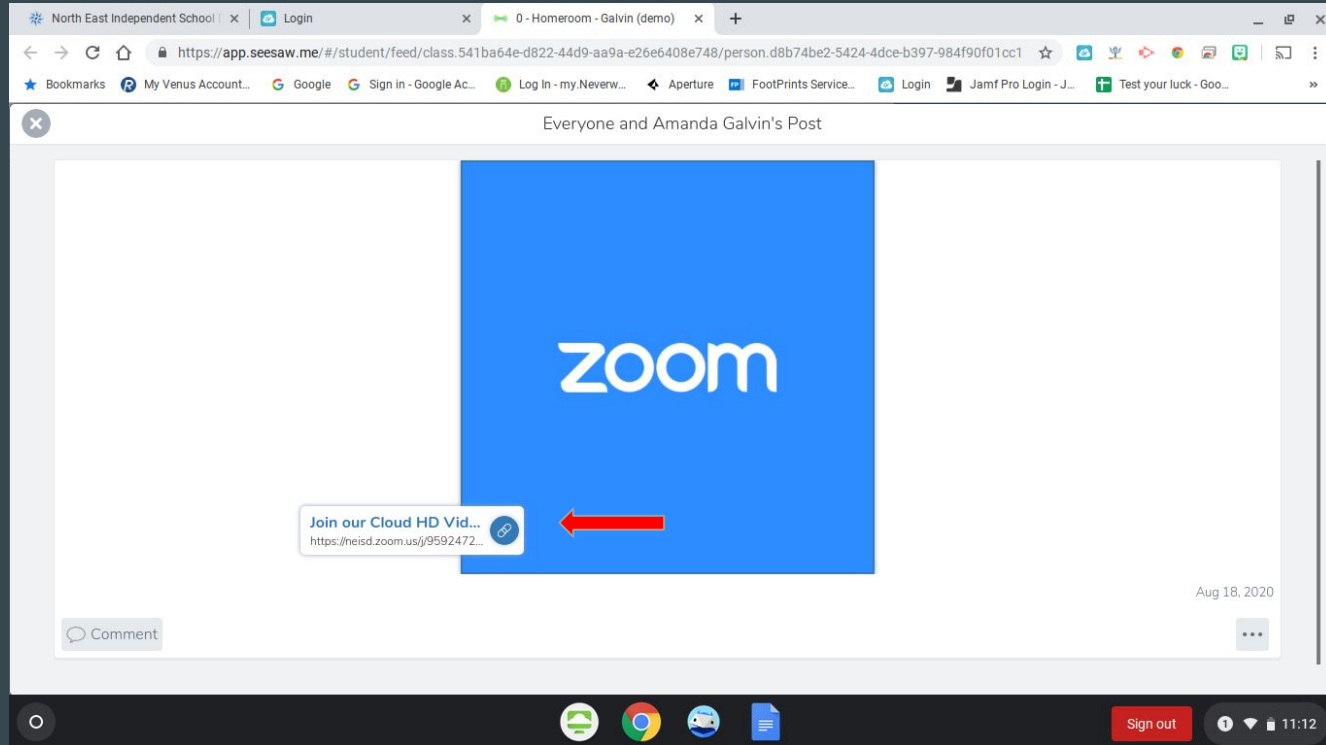 North East Independent School
Login
0 - Homeroom - Galvin (demo)
https://app.seesaw.me/#/student/feed/class.541ba64e-d822-44d9-aa9a-e26e6408e748/person.d8b74be2-5424-4dce-b397-984f90f01cc1
Bookmarks My Venus Account... Google Sign in - Google Ac... Log In - my.Neverw... Aperture FootPrints Service... Login Jamf Pro Login - J... Test your luck - Goo... »
Everyone and Amanda Galvin's Post
zoom
Join our Cloud HD Vid...
https://neisd.zoom.us/j/9592472...
Aug 18, 2020
Comment
Sign out 1 11:12